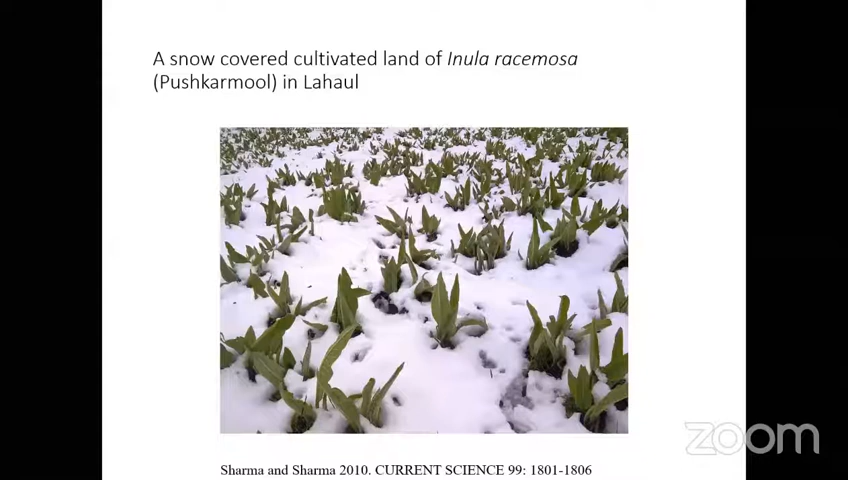 A snow covered cultivated land of Inula racemosa
(Pushkarmool) in Lahaul
Sharma and Sharma 2010. CURRENT SCIENCE 99: 1801-1806
zoom